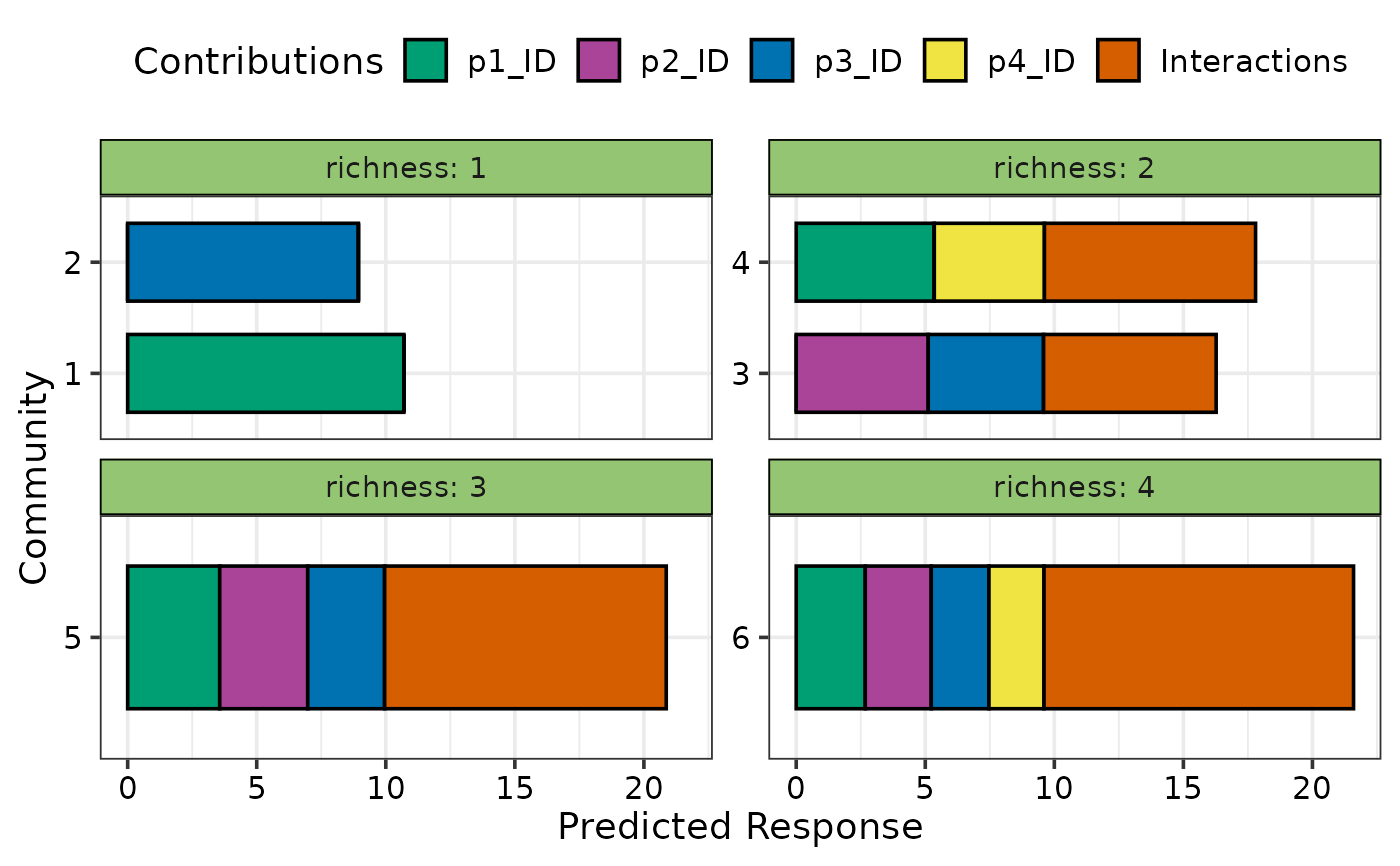 Contributions p1_ID p2_ID p3_ID p4_ID Interactions
richness: 1
richness: 2
2
1
4
3
Community
richness: 3
richness: 4
5
6
0 5 10 15 20
0 5 10 15 20
Predicted Response